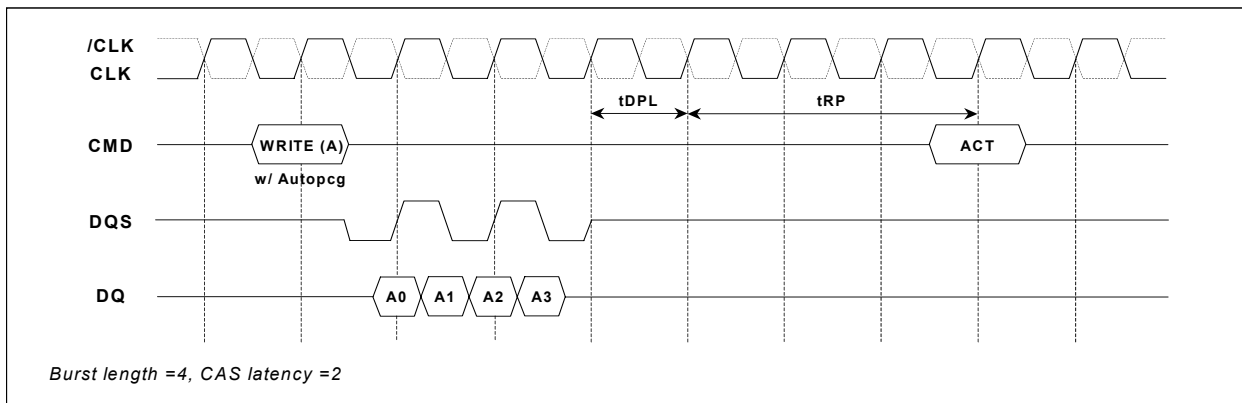 /CLK
CLK
tDPL tRP
CMD WRITE (A) ACT
w/ Autopcg
DQS
DQ A0 A1 A2 A3
Burst length =4, CAS latency =2